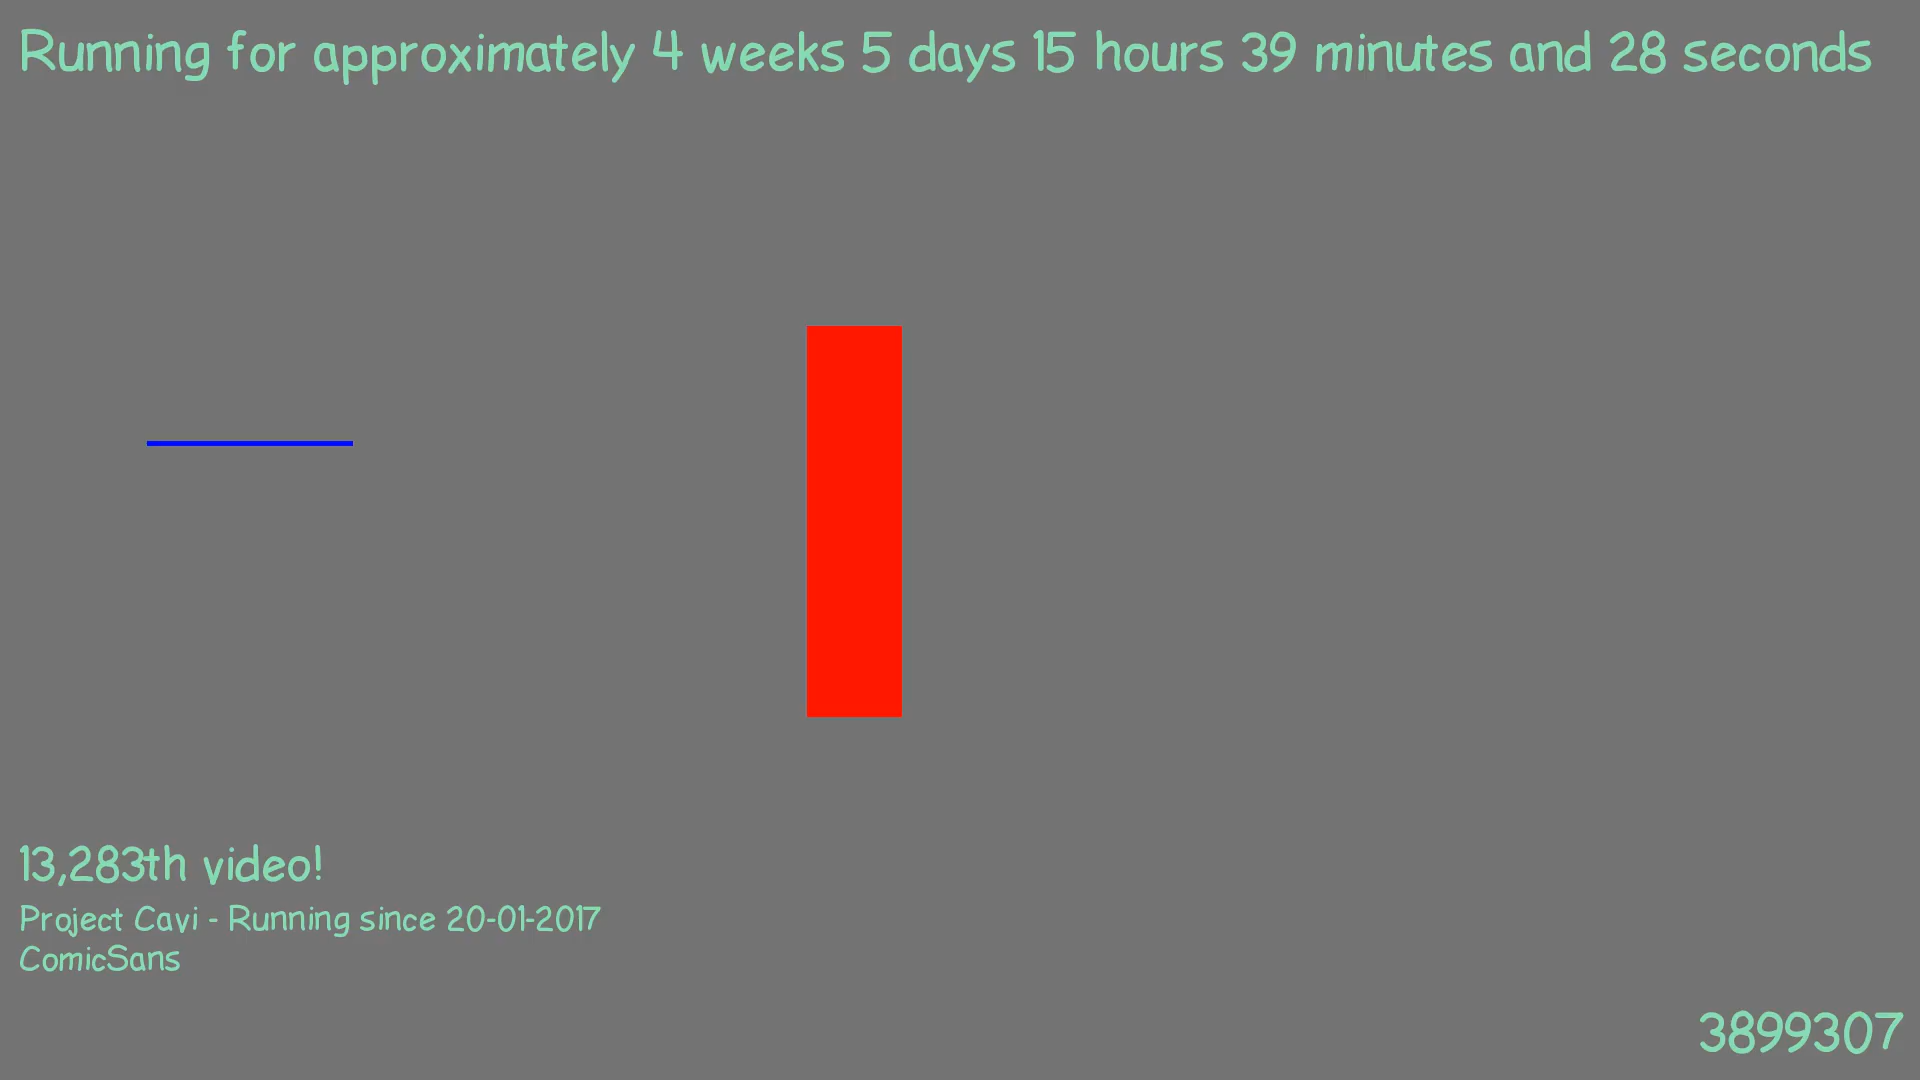 Running for approximately 4 weeks 5 days 15 hours 39 minutes and 28 seconds
13,283th video!
Project Cavi - Running since 20-01-2017
ComicSans
3899307